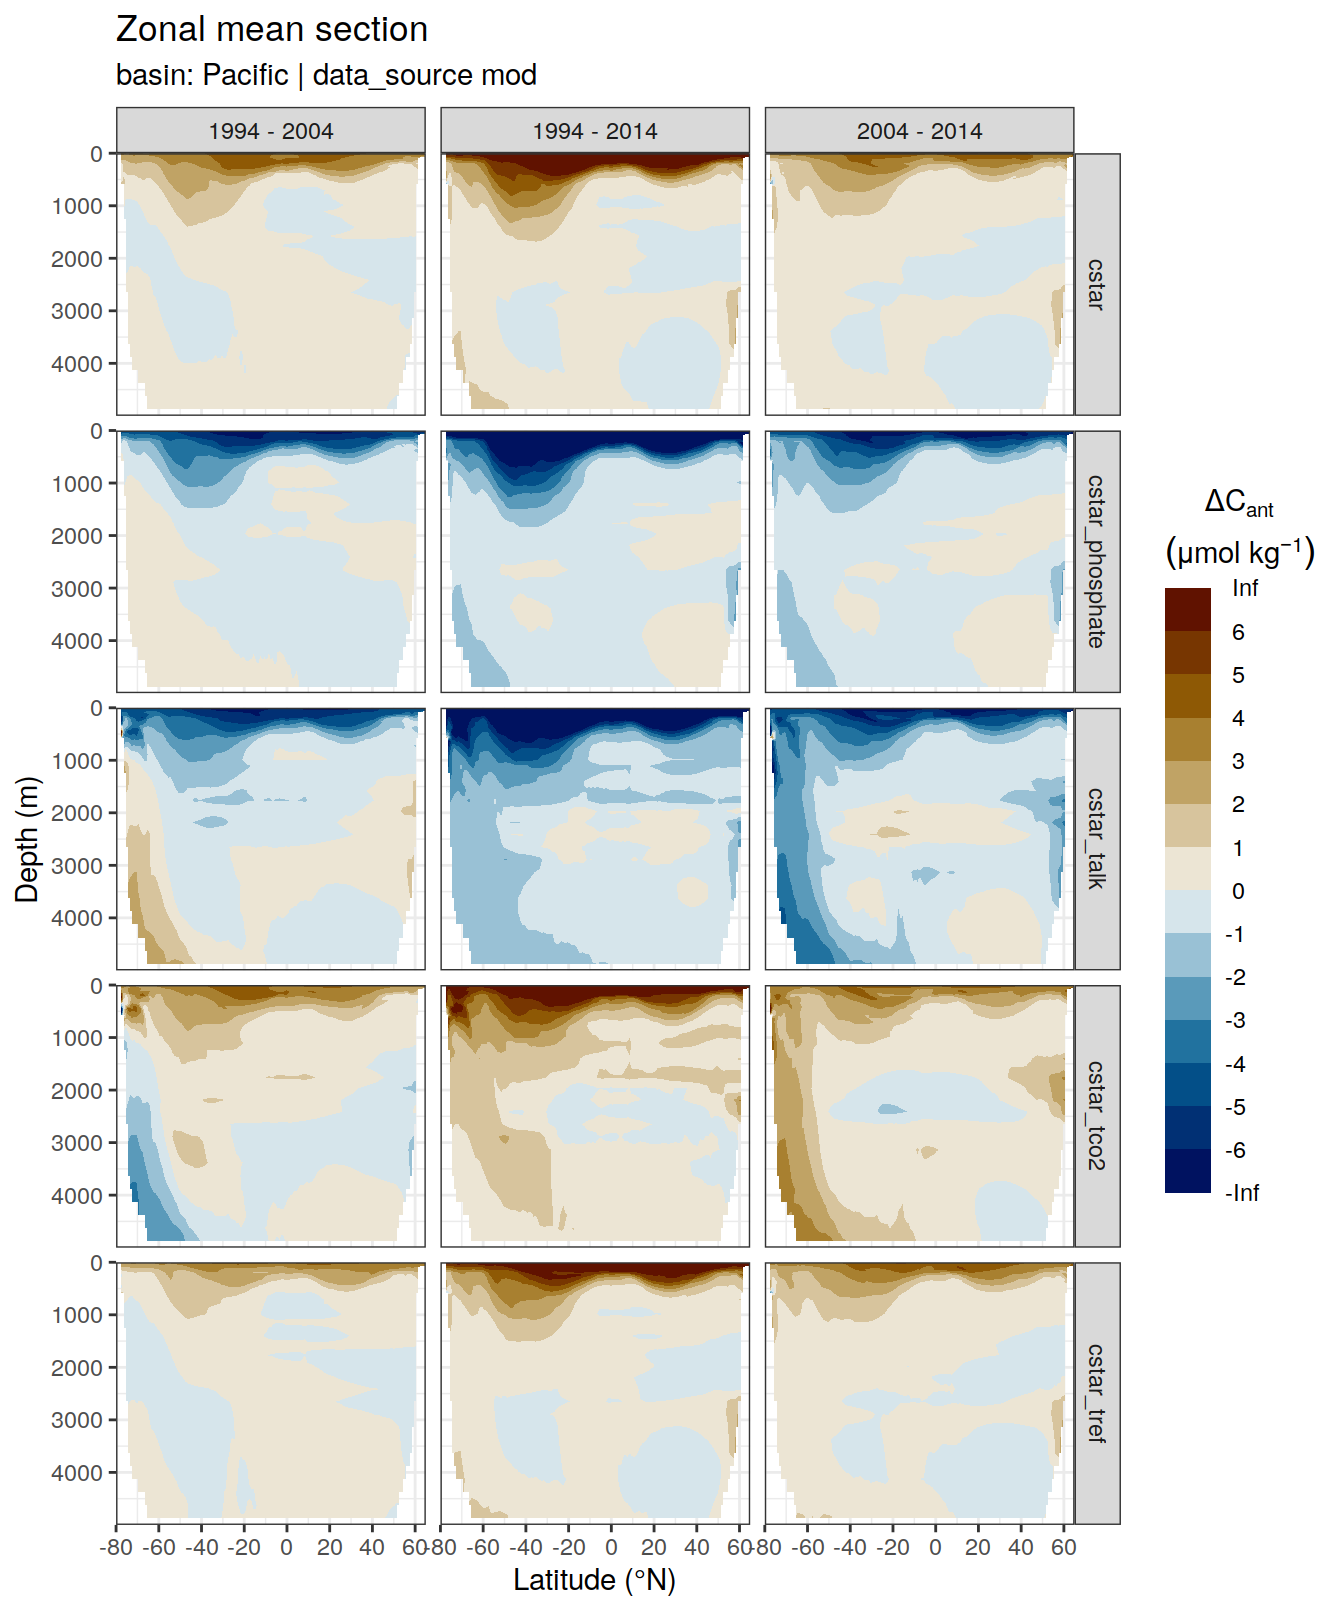 Zonal mean section
basin: Pacific | data_source mod
1994 - 2004
1994 - 2014
2004 - 2014
0
1000
2000
3000
4000
cstar
0
1000
2000
3000
4000
cstar_phosphate
0
1000
2000
3000
4000
cstar_talk
0
1000
2000
3000
4000
cstar_tco2
0
1000
2000
3000
4000
cstar_tref
Depth (m)
-80 -60 -40 -20 0 20 40 60
-80 -60 -40 -20 0 20 40 60
-80 -60 -40 -20 0 20 40 60
Latitude (°N)
ΔCant
(μmol kg−1)
Inf
6
5
4
3
2
1
0
-1
-2
-3
-4
-5
-6
-Inf